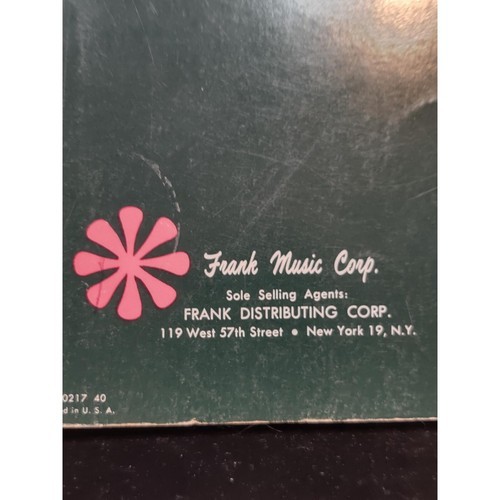 Frank Music Corp.
Sole Selling Agents:
FRANK DISTRIBUTING CORP.
119 West 57th Street • New York 19, N.Y.
0217 40
d in U. S. A.